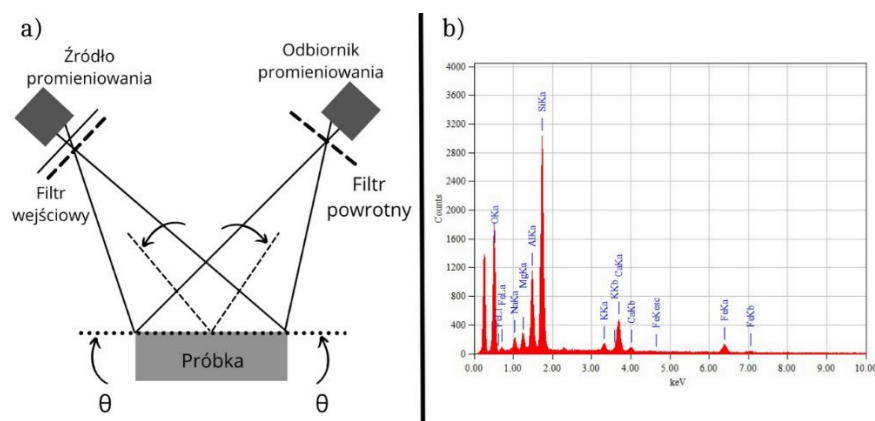 a)
Źródło
promieniowania
Odbiornik
promieniowania
Filtr
wejściowy
Filtr
powrotny
Próbka
θ
θ
b)
4000
3600
3200
2800
2400
2000
1600
1200
800
400
0
Counts
OKa
FeLl
FeLa
NaKa
MgKa
AlKa
SiKa
KKa
KKb
CaKa
CaKb
FeKesc
FeKa
FeKb
0.00
1.00
2.00
3.00
4.00
5.00
6.00
7.00
8.00
9.00
10.00
keV